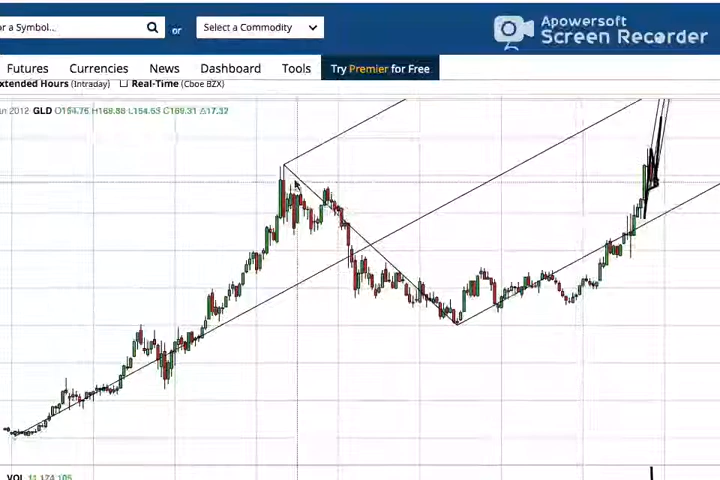 or a Symbol...
or
Select a Commodity
Apowersoft
Screen Recorder
Futures
Currencies
News
Dashboard
Tools
Try Premier for Free
xtended Hours (Intraday)
Real-Time (Cboe BZX)
n 2012 GLD
VOL